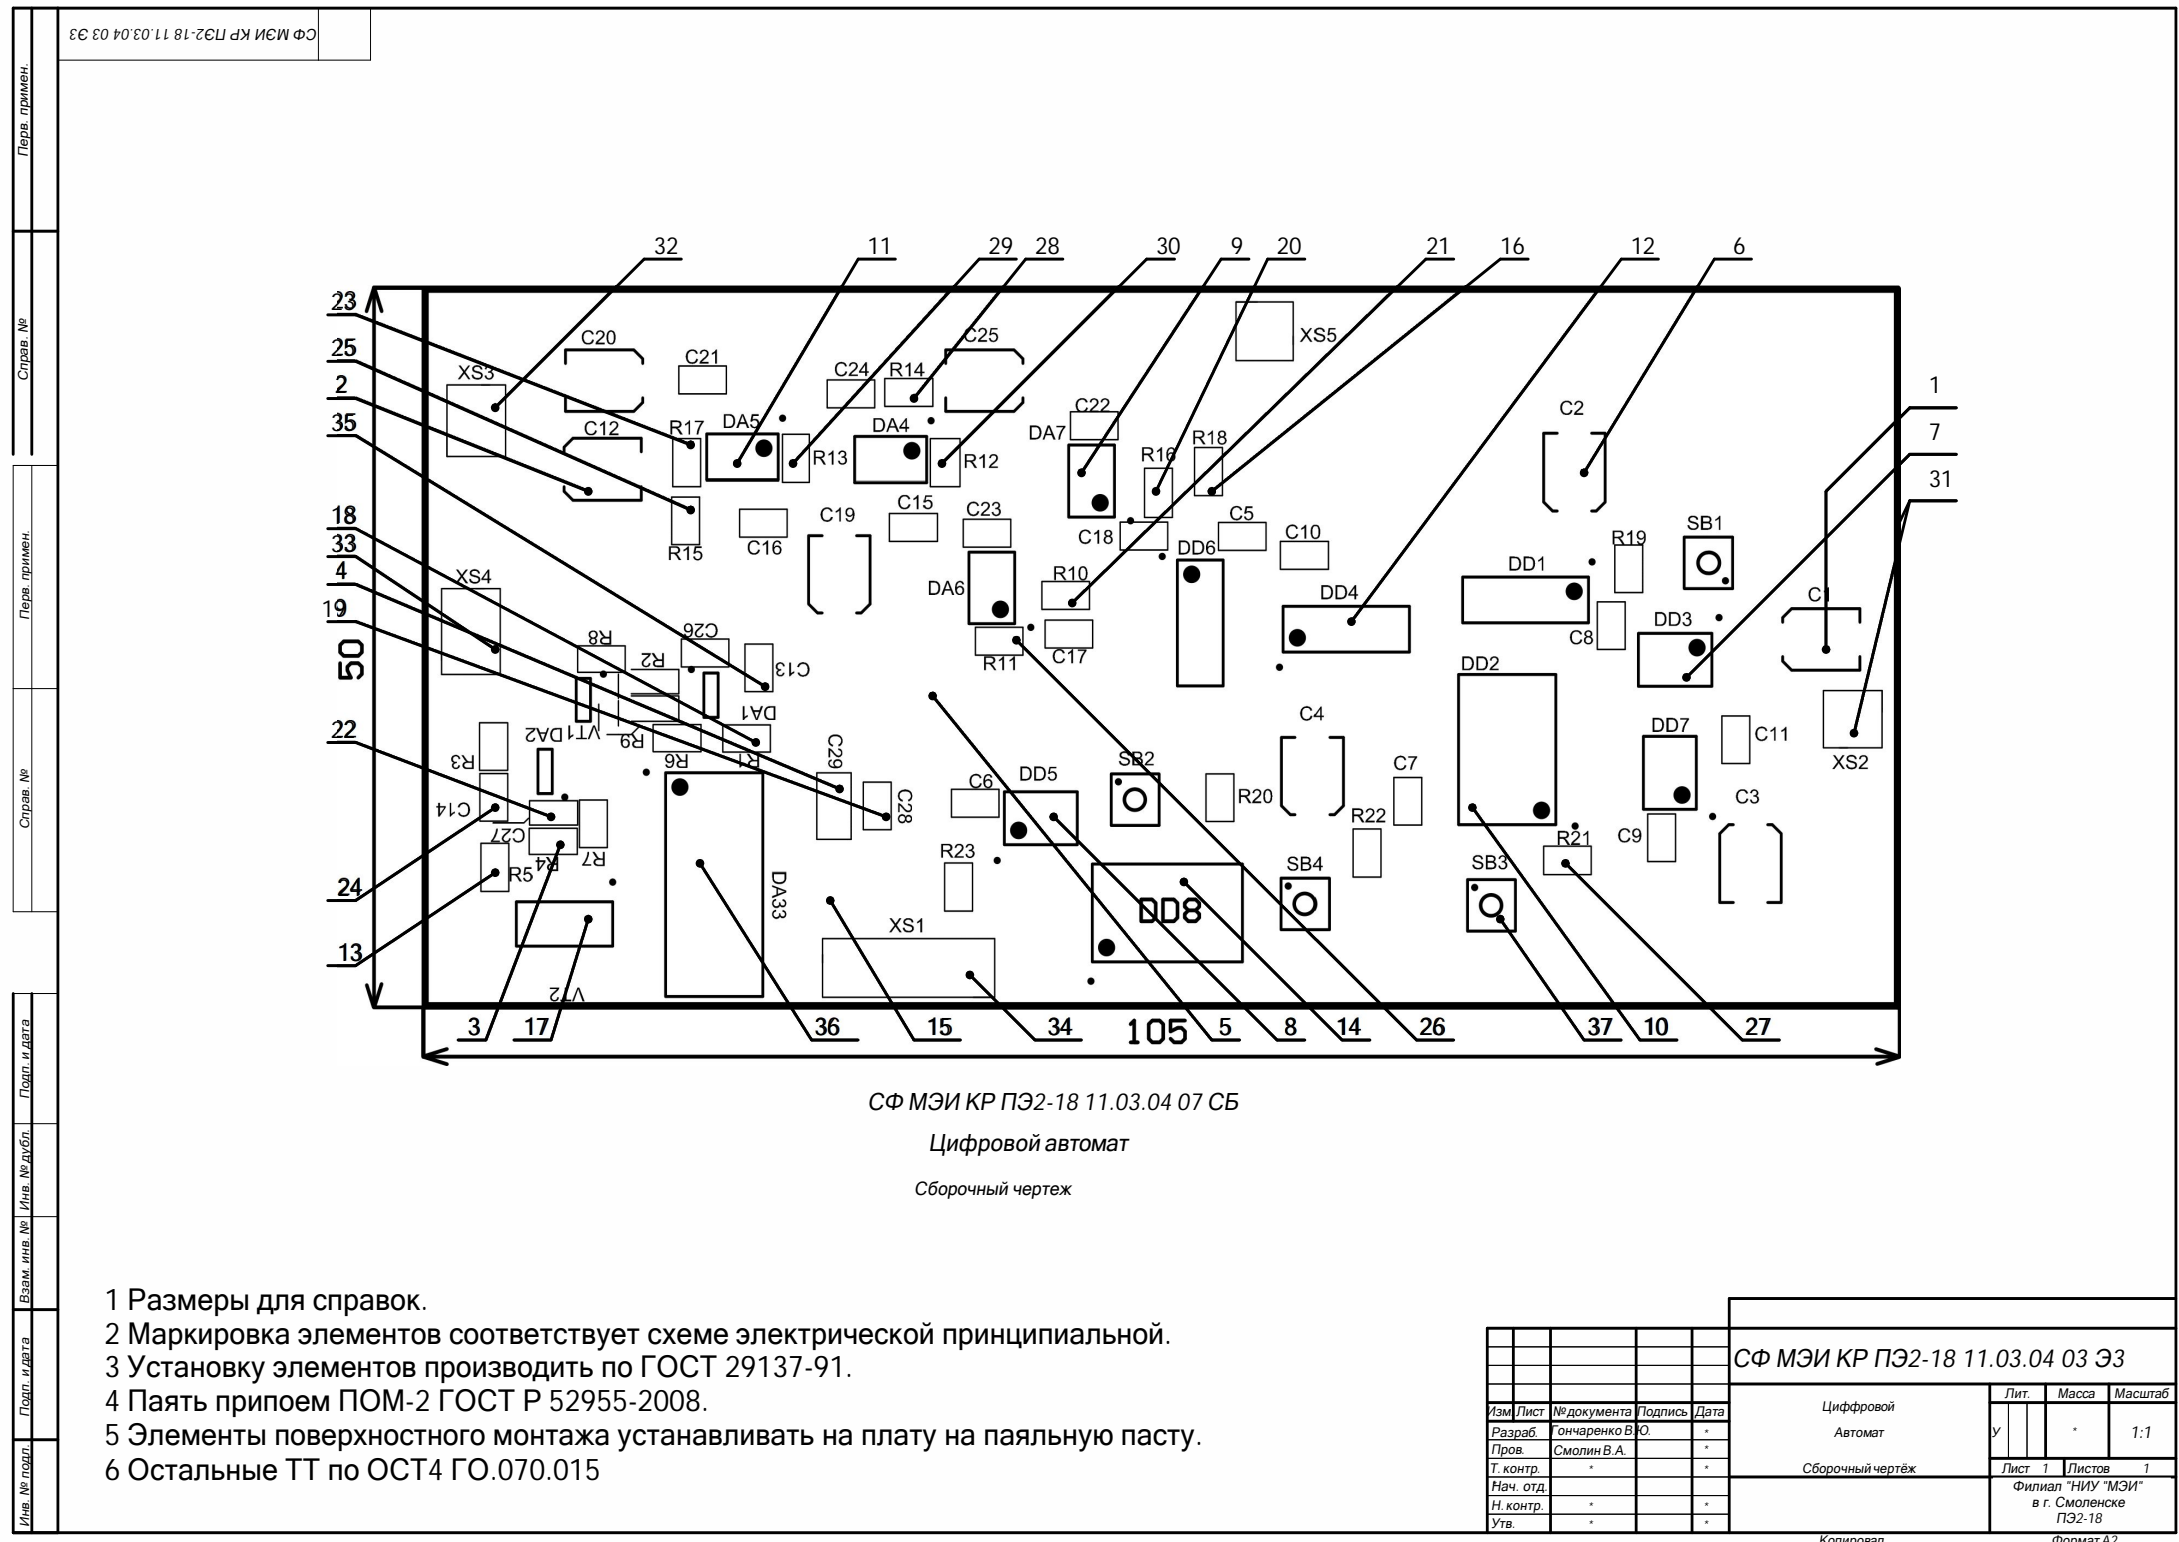 СФ МЭИ КР ПЭ2-18 11.03.04 03 ЭЗ
Перв. примен.
Справ. №
Перв. примен.
Справ. №
Подп. и дата
Инв. № дубл.
Взам. инв. №
Подп. и дата
Инв. № подл.
32 11 29 28 30 9 20 21 16 12 6
23
25
2
35
18
33
4
19
22
24
13
1
7
31
50
C20 C21 C24 R14 C25 XS5
XS3
C12 R17 DA5 R13 DA4 R12 DA7 C22 R16 R18 C2
R15 C16 C19 C15 C23 C18 DD6 C5 C10 R19 SB1
XS4 DA6 R10 DD4 DD1 C1
R8 C26 R2 C13 R11 C17 C8 DD3
DD2
DA2 VT1 R9 DA1 C4 DD7 C11
R3 R6 R1 C29 C6 DD5 SB2 C7 XS2
C14 C28 R20 R22 C3
C27 R4 R7 R23 SB4 SB3 R21 C9
R5 DA33 DD8
XS1
VT2
3 17 36 15 34 5 8 14 26 37 10 27
105
СФ МЭИ КР ПЭ2-18 11.03.04 07 СБ
Цифровой автомат
Сборочный чертеж
1 Размеры для справок.
2 Маркировка элементов соответствует схеме электрической принципиальной.
3 Установку элементов производить по ГОСТ 29137-91.
4 Паять припоем ПОМ-2 ГОСТ Р 52955-2008.
5 Элементы поверхностного монтажа устанавливать на плату на паяльную пасту.
6 Остальные ТТ по ОСТ4 ГО.070.015
СФ МЭИ КР ПЭ2-18 11.03.04 03 ЭЗ
Изм Лист № документа Подпись Дата
Разраб. Гончаренко В.Ю. *
Пров. Смолин В.А. *
Т. контр. * *
Нач. отд.
Н. контр. * *
Утв. * *
Циффровой
Автомат
Сборочный чертёж
Лит. Масса Масштаб
У * 1:1
Лист 1 Листов 1
Филиал "НИУ "МЭИ"
в г. Смоленске
ПЭ2-18
Копировал Формат А2